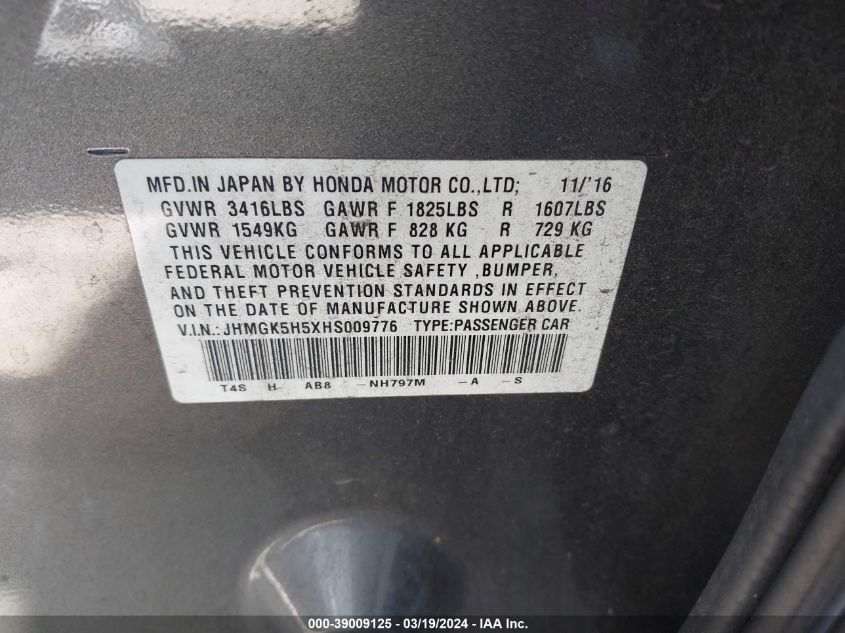 MFD.IN JAPAN BY HONDA MOTOR CO.,LTD; 11/'16
GVWR 3416LBS GAWR F 1825LBS R 1607LBS
GVWR 1549KG GAWR F 828 KG R 729 KG
THIS VEHICLE CONFORMS TO ALL APPLICABLE
FEDERAL MOTOR VEHICLE SAFETY ,BUMPER,
AND THEFT PREVENTION STANDARDS IN EFFECT
ON THE DATE OF MANUFACTURE SHOWN ABOVE.
V.I.N.:JHMGK5H5XHS009776 TYPE:PASSENGER CAR
T4S H AB8 -NH797M -A -S
000-39009125 - 03/19/2024 - IAA Inc.